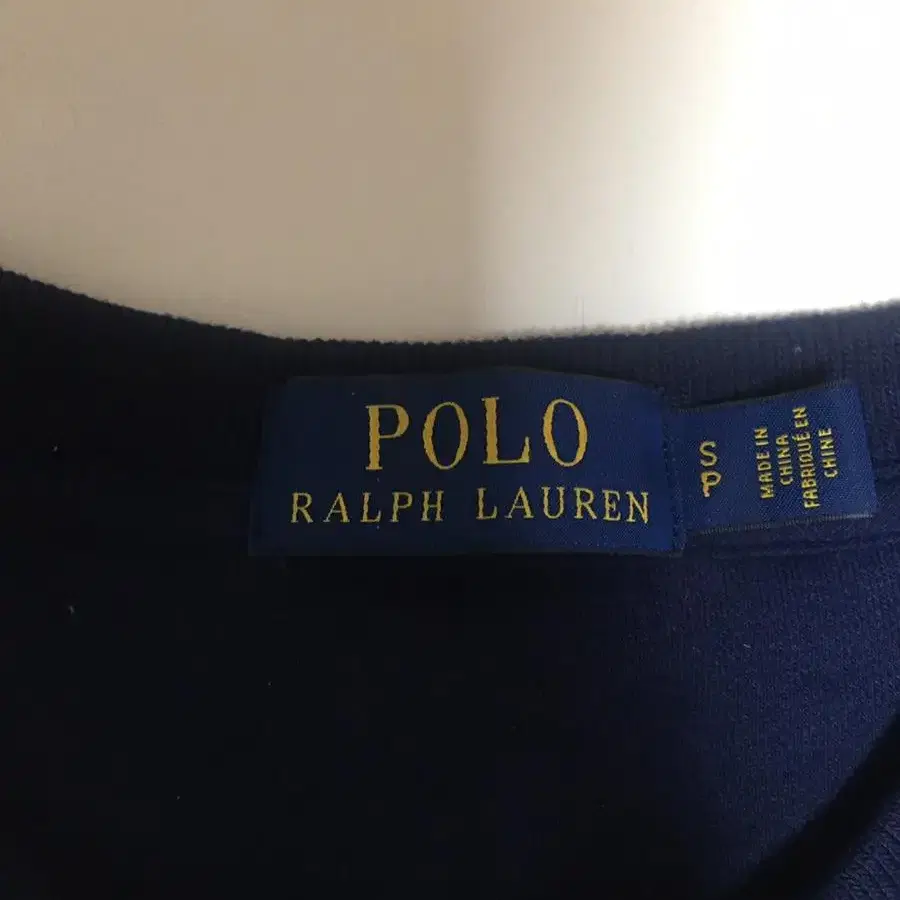 POLO
RALPH LAUREN
S
P
MADE IN
CHINA
FABRIQUÉ EN
CHINE